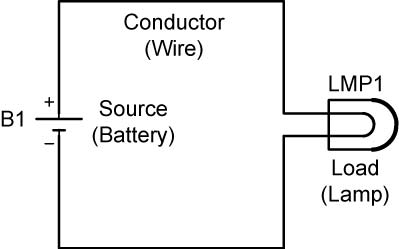 Conductor
(Wire)
LMP1
+
B1
Source
(Battery)
−
Load
(Lamp)